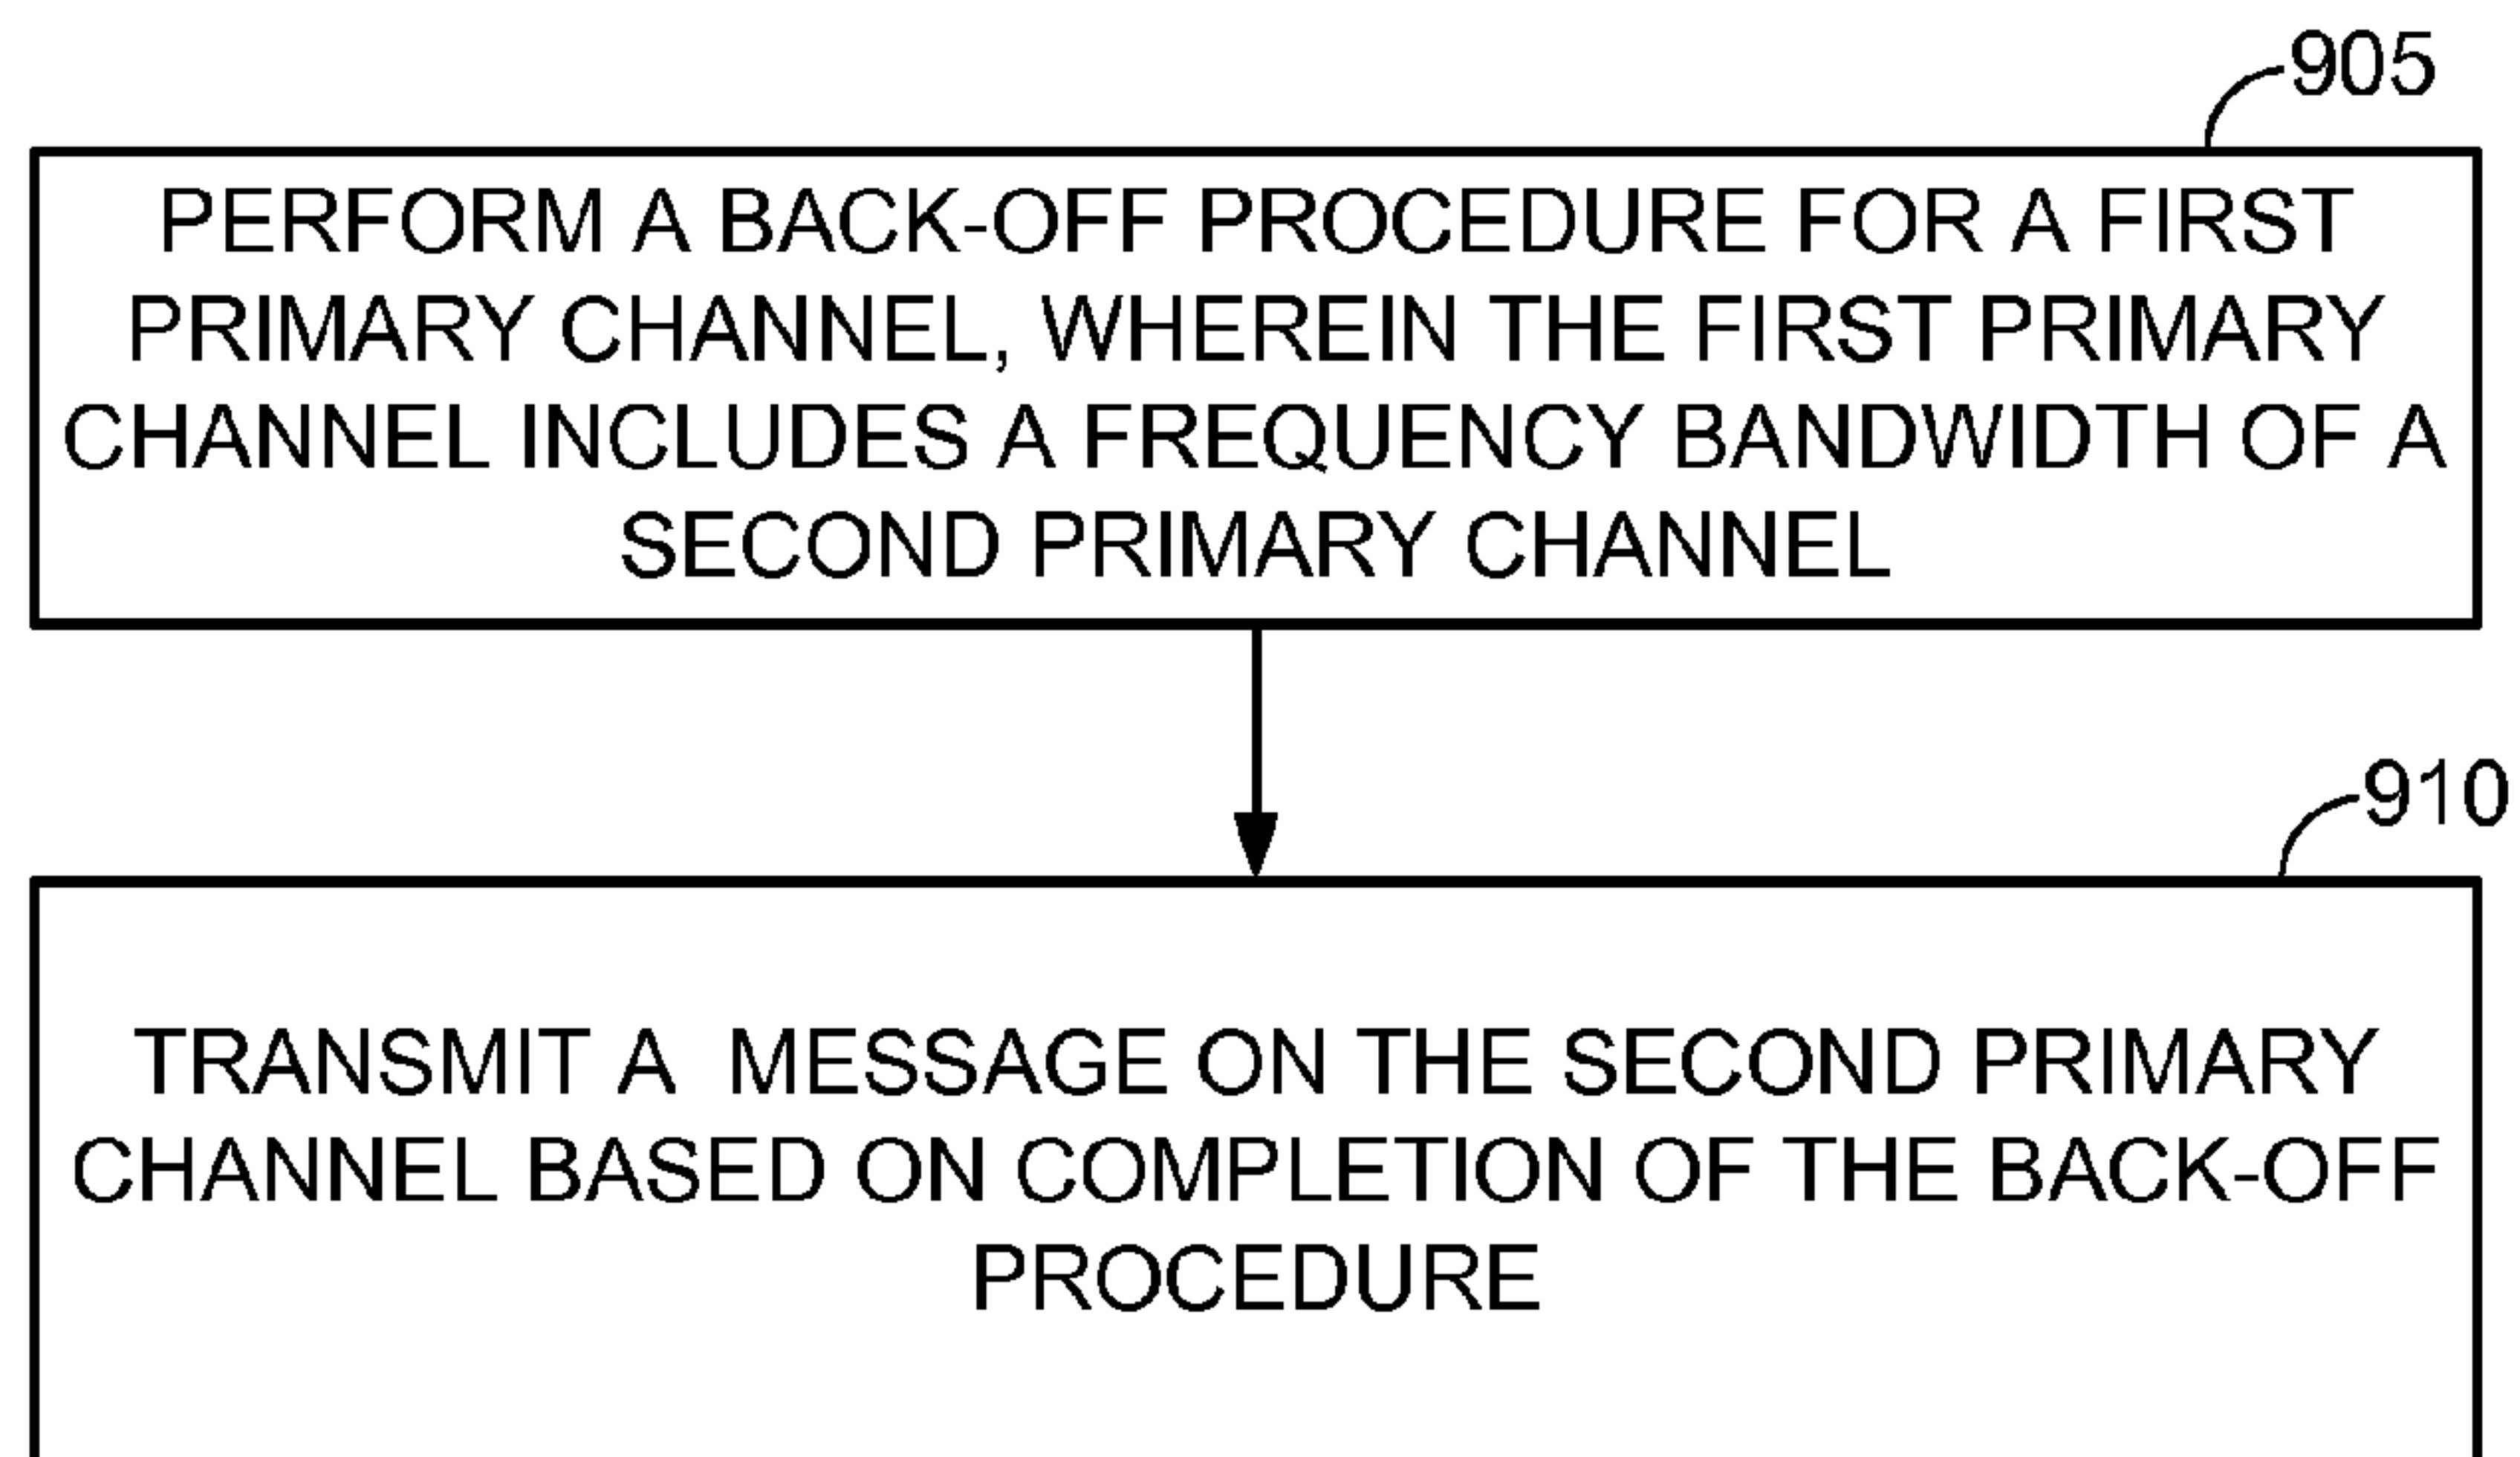 905
PERFORM A BACK-OFF PROCEDURE FOR A FIRST
PRIMARY CHANNEL, WHEREIN THE FIRST PRIMARY
CHANNEL INCLUDES A FREQUENCY BANDWIDTH OF A
SECOND PRIMARY CHANNEL
910
TRANSMIT A MESSAGE ON THE SECOND PRIMARY
CHANNEL BASED ON COMPLETION OF THE BACK-OFF
PROCEDURE